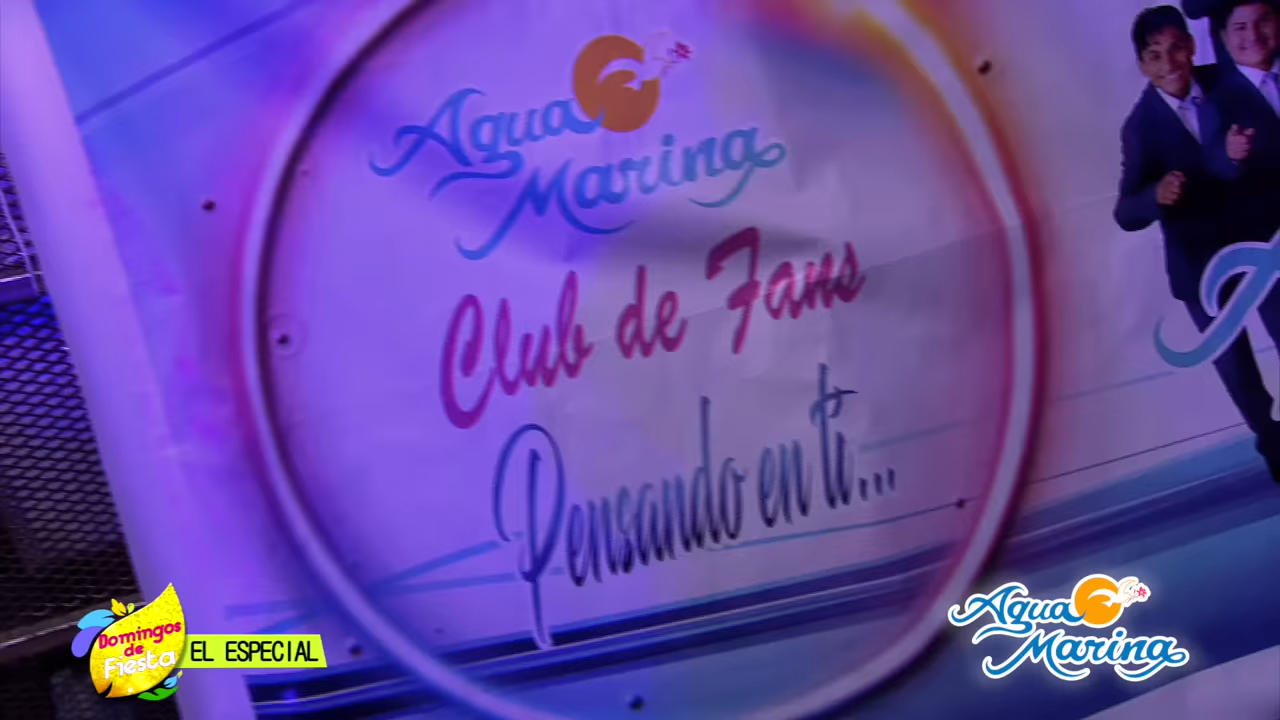 Agua
Marina
Club de Fans
Pensando en ti...
Domingos
de
Fiesta
EL ESPECIAL
Agua
Marina